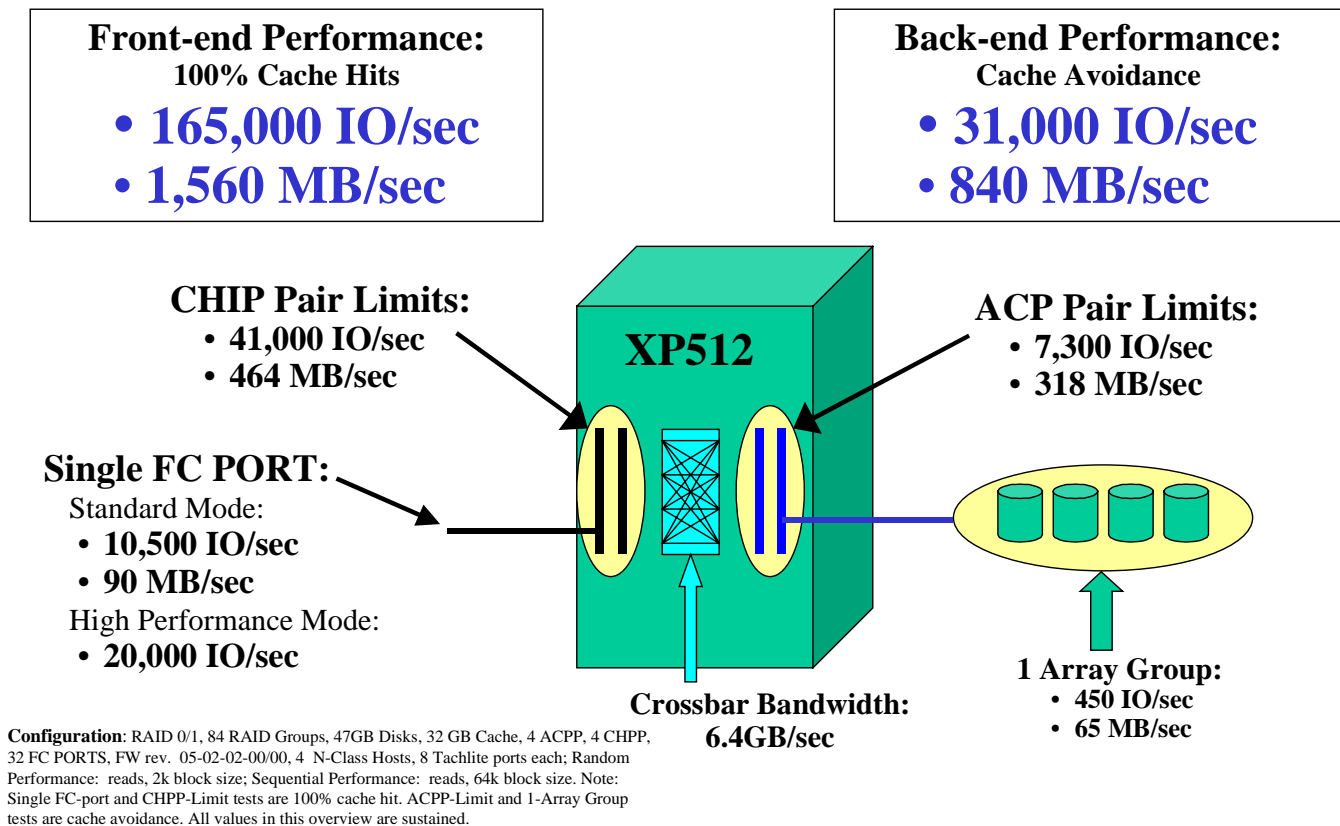 Front-end Performance:
100% Cache Hits
• 165,000 IO/sec
• 1,560 MB/sec
Back-end Performance:
Cache Avoidance
• 31,000 IO/sec
• 840 MB/sec
CHIP Pair Limits:
• 41,000 IO/sec
• 464 MB/sec
XP512
ACP Pair Limits:
• 7,300 IO/sec
• 318 MB/sec
Single FC PORT:
Standard Mode:
• 10,500 IO/sec
• 90 MB/sec
High Performance Mode:
• 20,000 IO/sec
Crossbar Bandwidth:
6.4GB/sec
1 Array Group:
• 450 IO/sec
• 65 MB/sec
Configuration: RAID 0/1, 84 RAID Groups, 47GB Disks, 32 GB Cache, 4 ACPP, 4 CHPP,
32 FC PORTS, FW rev. 05-02-02-00/00, 4 N-Class Hosts, 8 Tachlite ports each; Random
Performance: reads, 2k block size; Sequential Performance: reads, 64k block size. Note:
Single FC-port and CHPP-Limit tests are 100% cache hit. ACPP-Limit and 1-Array Group
tests are cache avoidance. All values in this overview are sustained.